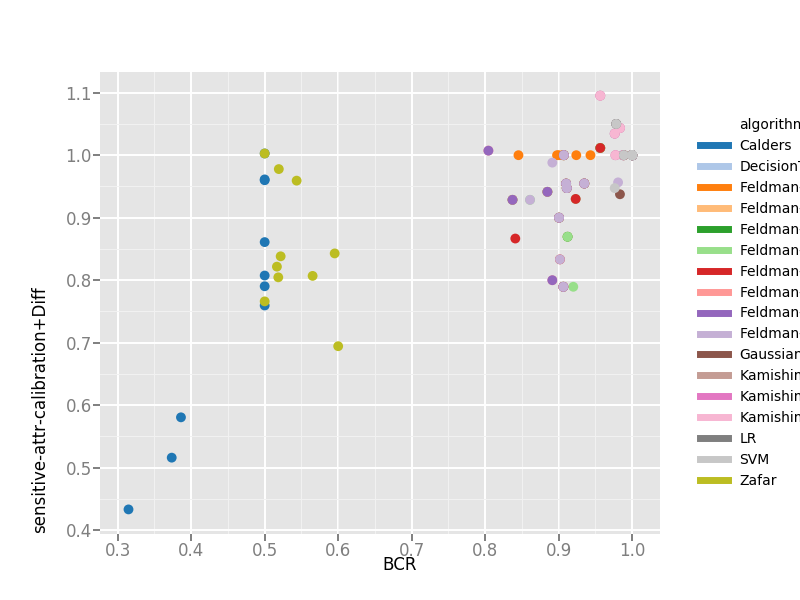 1.1
1.0
0.9
0.8
0.7
0.6
0.5
0.4
0.3 0.4 0.5 0.6 0.7 0.8 0.9 1.0
BCR
sensitive-attr-calibration+Diff
algorithm
Calders
DecisionT
Feldman-
Feldman-
Feldman-
Feldman-
Feldman-
Feldman-
Feldman-
Feldman-
Gaussian
Kamishin
Kamishin
Kamishin
LR
SVM
Zafar